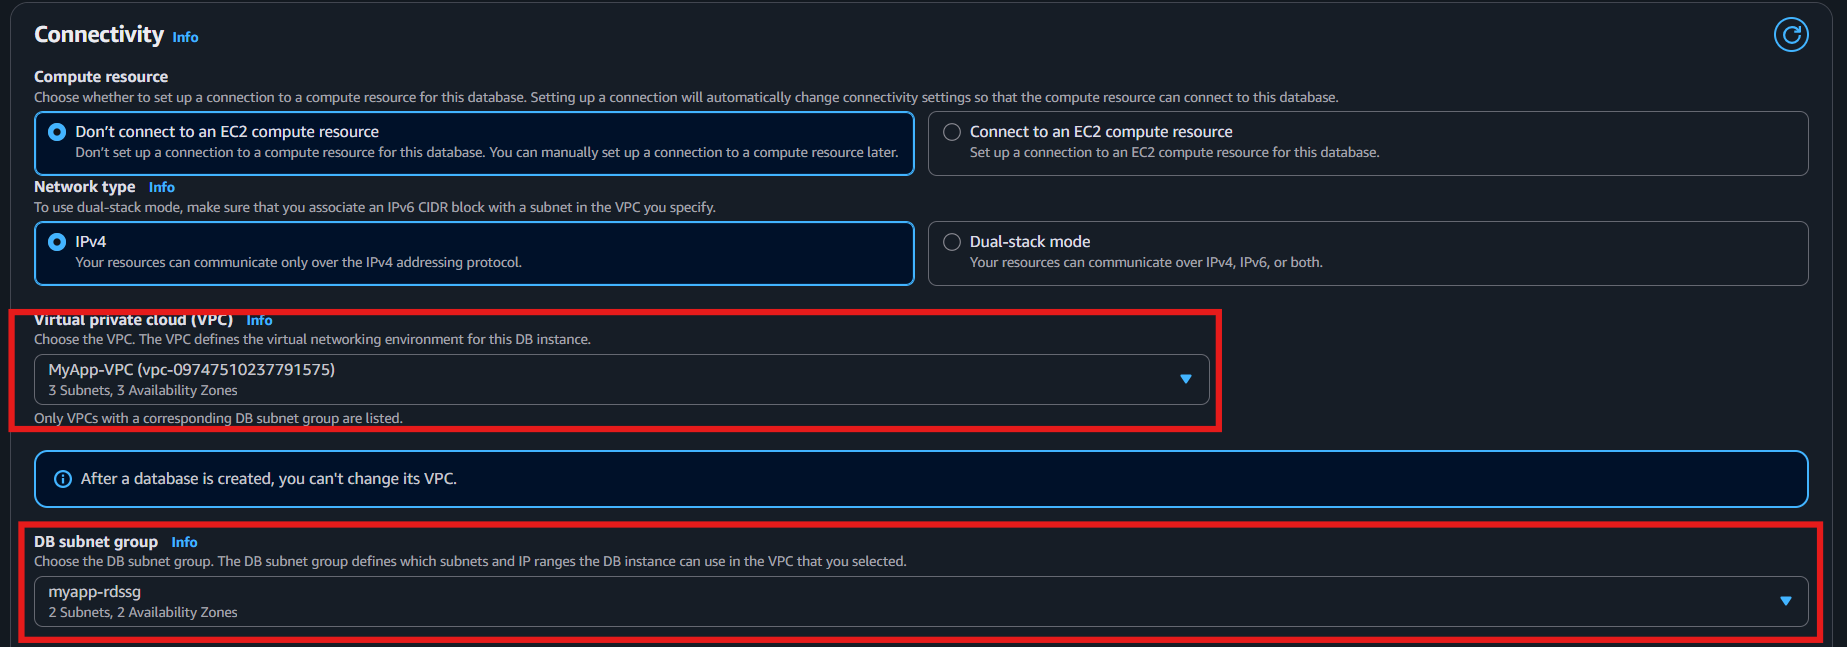 Connectivity Info
Compute resource
Choose whether to set up a connection to a compute resource for this database. Setting up a connection will automatically change connectivity settings so that the compute resource can connect to this database.
Don’t connect to an EC2 compute resource
Don’t set up a connection to a compute resource for this database. You can manually set up a connection to a compute resource later.
Connect to an EC2 compute resource
Set up a connection to an EC2 compute resource for this database.
Network type Info
To use dual-stack mode, make sure that you associate an IPv6 CIDR block with a subnet in the VPC you specify.
IPv4
Your resources can communicate only over the IPv4 addressing protocol.
Dual-stack mode
Your resources can communicate over IPv4, IPv6, or both.
Virtual private cloud (VPC) Info
Choose the VPC. The VPC defines the virtual networking environment for this DB instance.
MyApp-VPC (vpc-09747510237791575)
3 Subnets, 3 Availability Zones
Only VPCs with a corresponding DB subnet group are listed.
After a database is created, you can't change its VPC.
DB subnet group Info
Choose the DB subnet group. The DB subnet group defines which subnets and IP ranges the DB instance can use in the VPC that you selected.
myapp-rdssg
2 Subnets, 2 Availability Zones